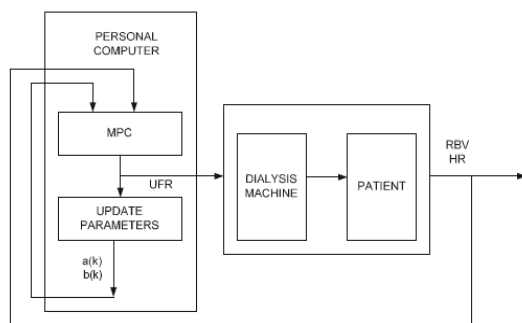 PERSONAL
COMPUTER
MPC
UFR
UPDATE
PARAMETERS
a(k)
b(k)
DIALYSIS
MACHINE
PATIENT
RBV
HR